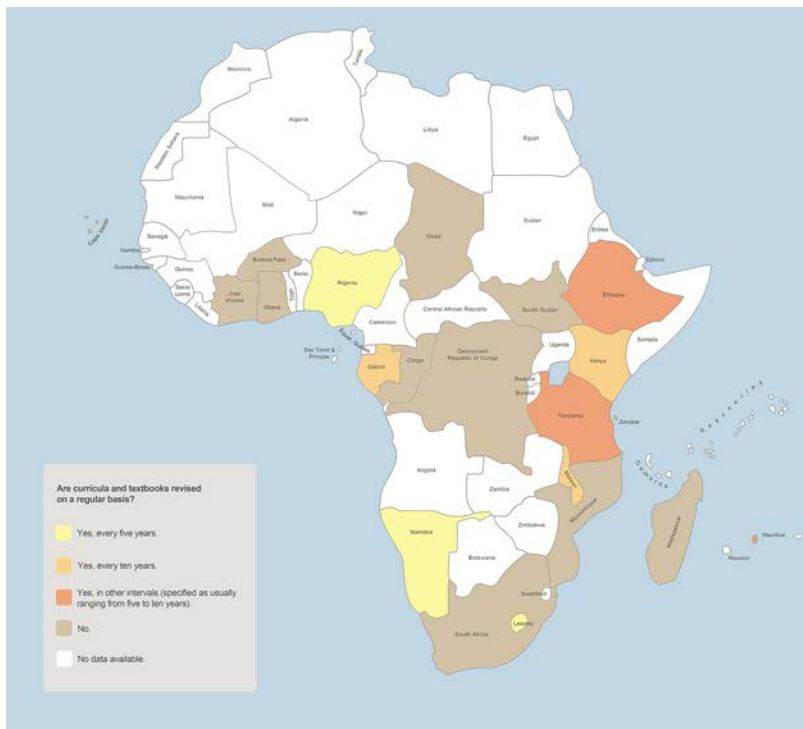 Tunisia
Morocco
Algeria
Libya
Egypt
Western Sahara
Mauritania
Mali
Niger
Chad
Sudan
Eritrea
Cape Verde
Senegal
Gambia
Guinea-Bissau
Guinea
Sierra
Leone
Liberia
Burkina Faso
Cote
d'Ivoire
Ghana
Togo
Benin
Nigeria
Djibouti
Ethiopia
Central African Republic
South Sudan
Somalia
Cameroon
Equat. Guinea
San Tome &
Principe
Gabon
Congo
Democratic
Republic of Congo
Uganda
Kenya
Rwanda
Burundi
Tanzania
Zanzibar
Seychelles
Comoros
Angola
Zambia
Malawi
Mozambique
Madagascar
Mauritius
Reunion
Zimbabwe
Namibia
Botswana
Swaziland
Lesotho
South Africa
Are curricula and textbooks revised
on a regular basis?
Yes, every five years.
Yes, every ten years.
Yes, in other intervals (specified as usually
ranging from five to ten years).
No.
No data available.